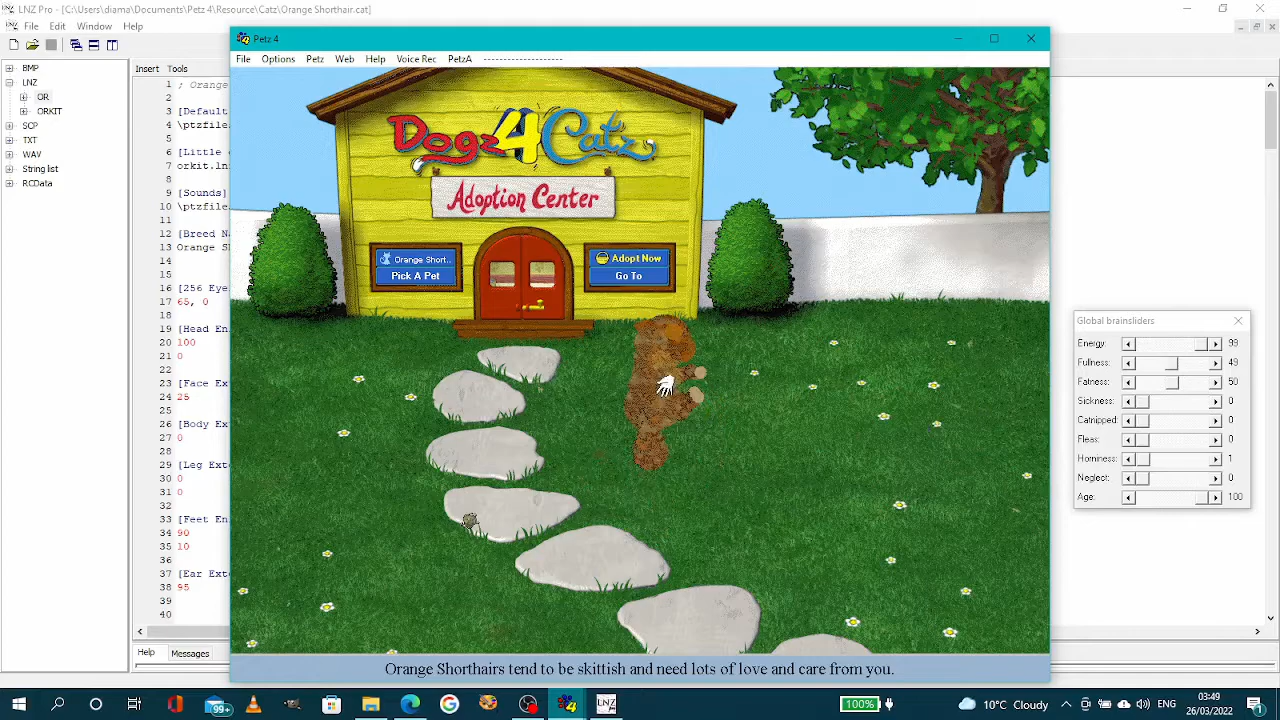 LNZ Pro - [C:\Users\diama\Documents\Petz 4\Resource\Catz\Orange Shorthair.cat]
File Edit Window Help
Petz 4
File Options Petz Web Help Voice Rec PetzA
BMP
LNZ
OR
ORKIT
SCP
TXT
WAV
String list
RCData
Insert Tools
1 ; Orange
2
3 [Default
4 \ptzfile
5
6 [Little
7 orkit.ln
8
9 [Sounds]
10 \ptzfile
11
12 [Breed N
13 Orange S
14
15
16 [256 Eye
17 65, 0
18
19 [Head En
20 100
21 0
22
23 [Face Ex
24 25
25
26 [Body Ex
27 0
28
29 [Leg Ext
30 0
31 0
32
33 [Feet En
34 90
35 10
36
37 [Ear Ext
38 95
39
40
Help Messages
Dogz 4 Catz
Adoption Center
Orange Short..
Pick A Pet
Adopt Now
Go To
Orange Shorthairs tend to be skittish and need lots of love and care from you.
Global brainsliders
Energy: 99
Fullness: 49
Fatness: 50
Sickness: 0
Catnipped: 0
Fleas: 0
Horniness: 1
Neglect: 0
Age: 100
99+
LNZ
100%
10°C Cloudy
ENG
03:49
26/03/2022
1